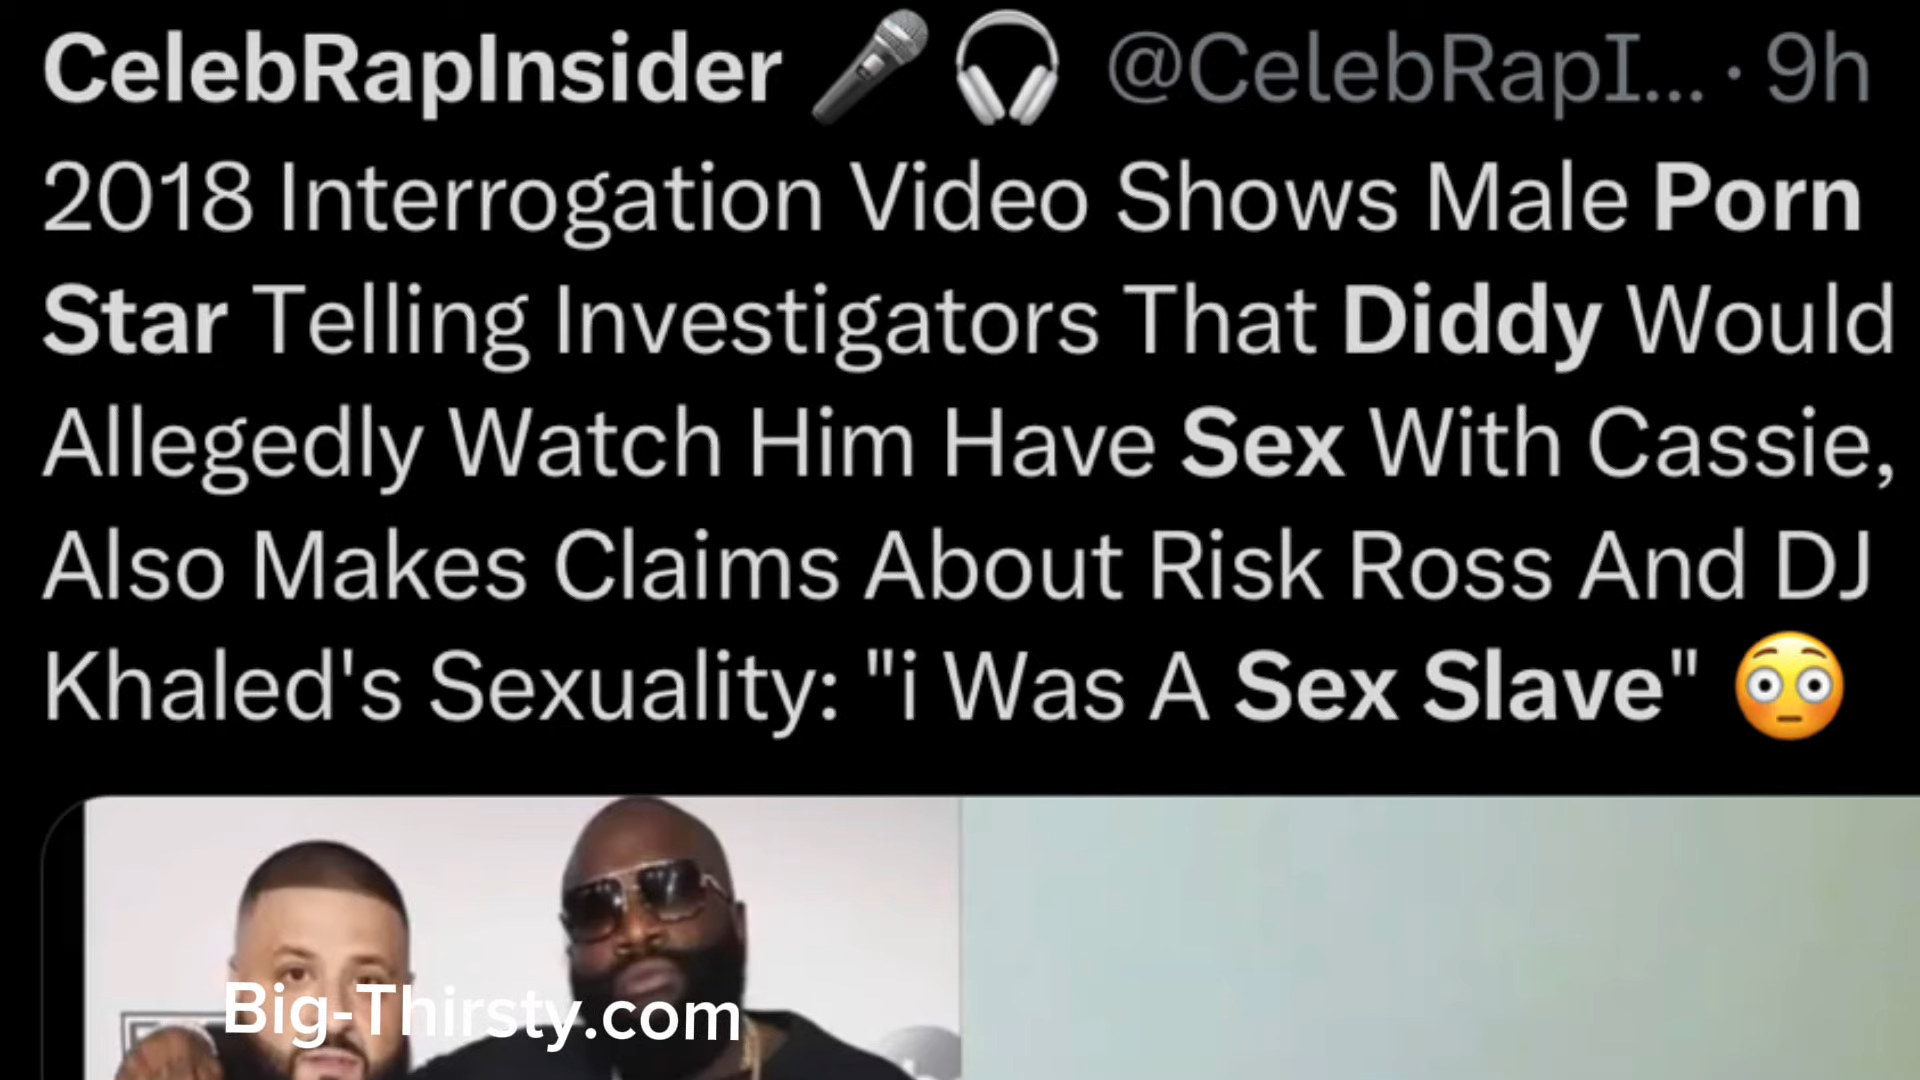 CelebRapInsider 🎤 🎧 @CelebRapI... · 9h
2018 Interrogation Video Shows Male Porn
Star Telling Investigators That Diddy Would
Allegedly Watch Him Have Sex With Cassie,
Also Makes Claims About Risk Ross And DJ
Khaled's Sexuality: "i Was A Sex Slave" 😳
Big-Thirsty.com